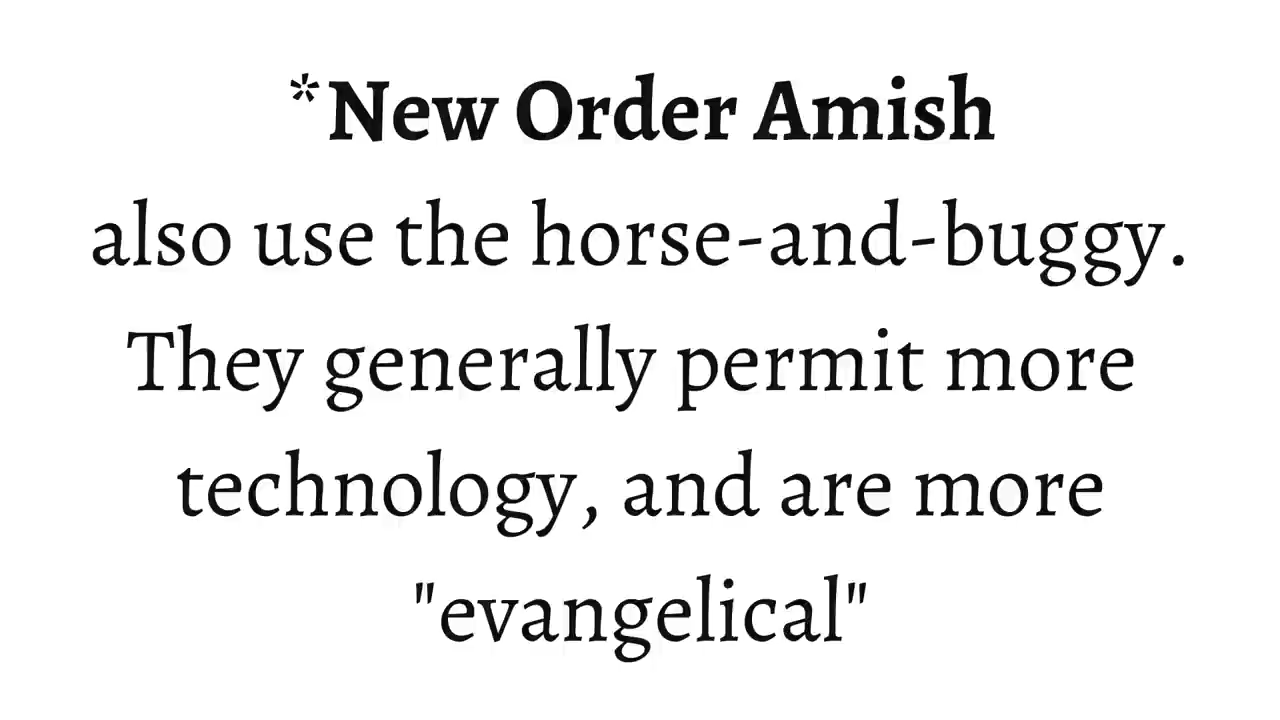 *New Order Amish
also use the horse-and-buggy.
They generally permit more
technology, and are more
"evangelical"